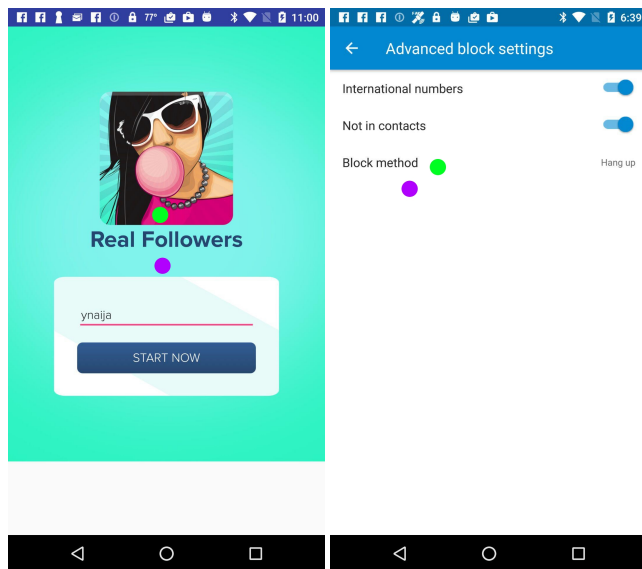 77° 11:00
Real Followers
ynaija
START NOW
6:39
Advanced block settings
International numbers
Not in contacts
Block method Hang up